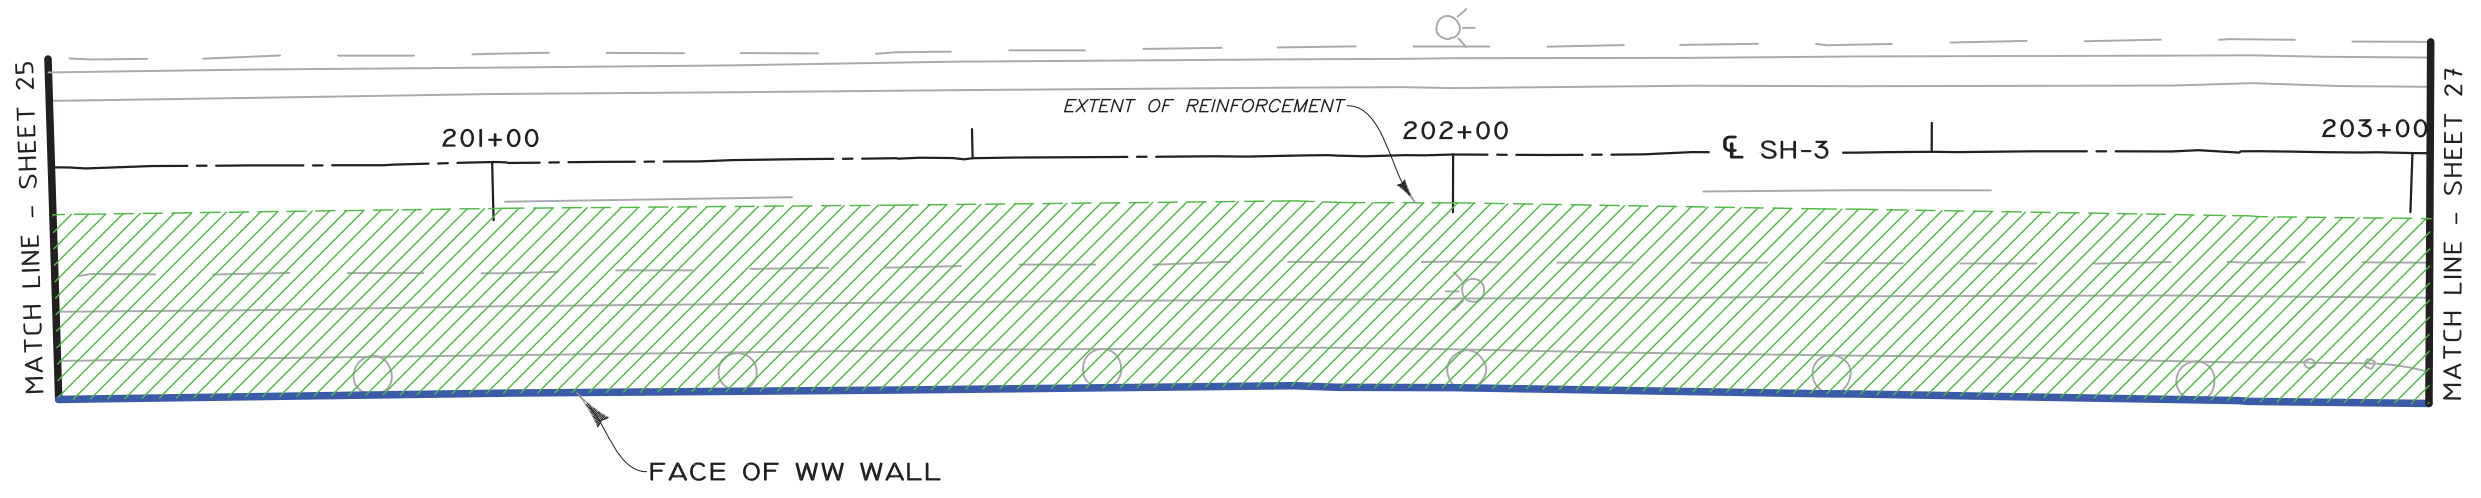 MATCH LINE - SHEET 25
EXTENT OF REINFORCEMENT
201+00
202+00
℄ SH-3
203+00
MATCH LINE - SHEET 27
FACE OF WW WALL